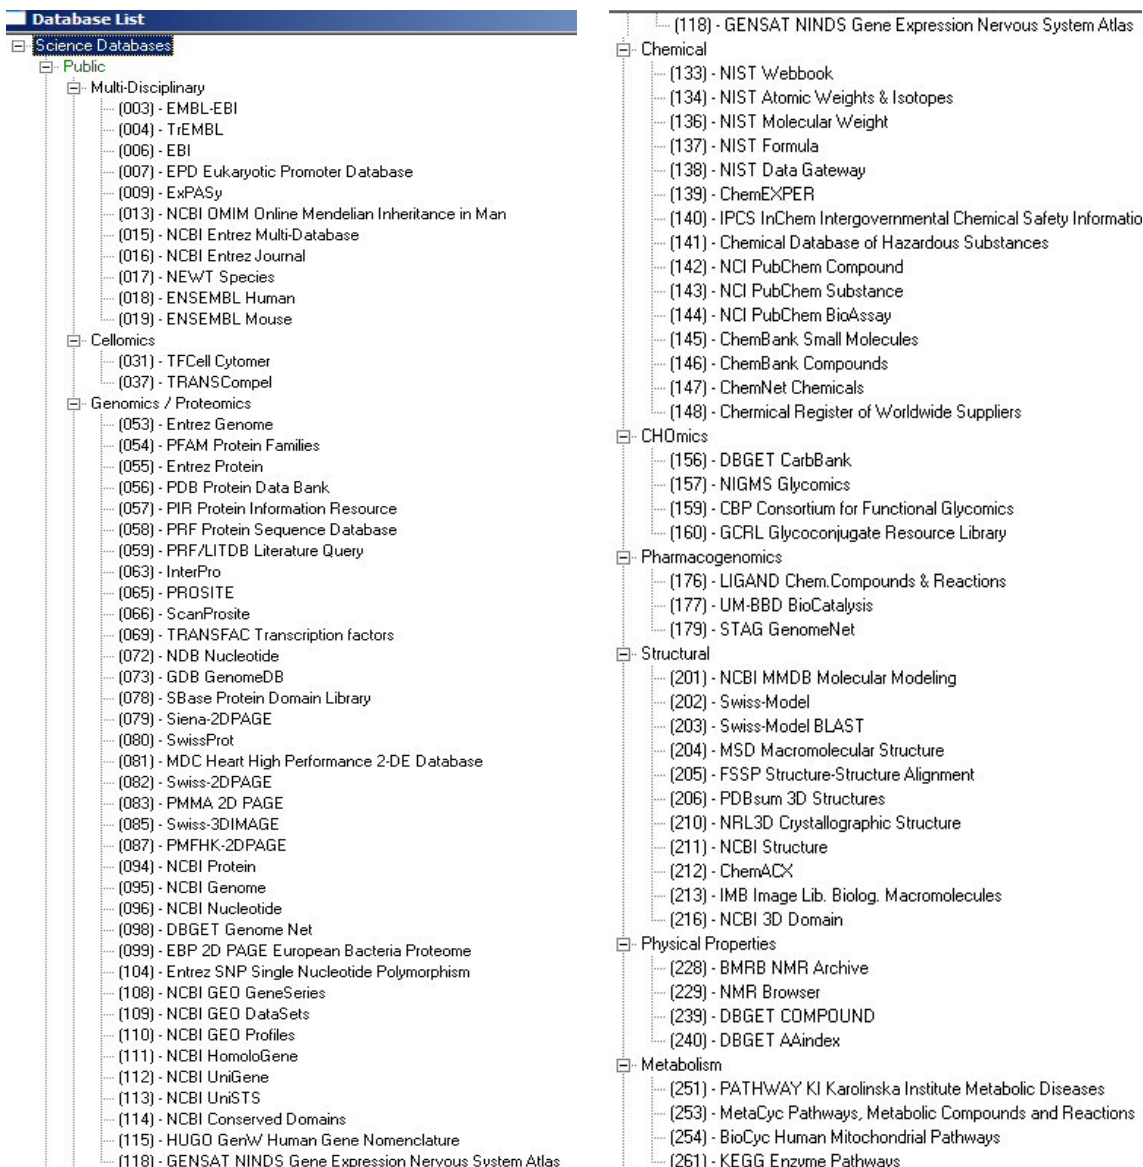 Database List
Science Databases
Public
Multi-Disciplinary
(003) - EMBL-EBI
(004) - TrEMBL
(006) - EBI
(007) - EPD Eukaryotic Promoter Database
(009) - ExPASy
(013) - NCBI OMIM Online Mendelian Inheritance in Man
(015) - NCBI Entrez Multi-Database
(016) - NCBI Entrez Journal
(017) - NEWT Species
(018) - ENSEMBL Human
(019) - ENSEMBL Mouse
Cellomics
(031) - TFCell Cytomer
(037) - TRANSCompel
Genomics / Proteomics
(053) - Entrez Genome
(054) - PFAM Protein Families
(055) - Entrez Protein
(056) - PDB Protein Data Bank
(057) - PIR Protein Information Resource
(058) - PRF Protein Sequence Database
(059) - PRF/LITDB Literature Query
(063) - InterPro
(065) - PROSITE
(066) - ScanProsite
(069) - TRANSFAC Transcription factors
(072) - NDB Nucleotide
(073) - GDB GenomeDB
(078) - SBase Protein Domain Library
(079) - Siena-2DPAGE
(080) - SwissProt
(081) - MDC Heart High Performance 2-DE Database
(082) - Swiss-2DPAGE
(083) - PMMA 2D PAGE
(085) - Swiss-3DIMAGE
(087) - PMFHK-2DPAGE
(094) - NCBI Protein
(095) - NCBI Genome
(096) - NCBI Nucleotide
(098) - DBGET Genome Net
(099) - EBP 2D PAGE European Bacteria Proteome
(104) - Entrez SNP Single Nucleotide Polymorphism
(108) - NCBI GEO GeneSeries
(109) - NCBI GEO DataSets
(110) - NCBI GEO Profiles
(111) - NCBI HomoloGene
(112) - NCBI UniGene
(113) - NCBI UniSTS
(114) - NCBI Conserved Domains
(115) - HUGO GenW Human Gene Nomenclature
(118) - GENSAT NINDS Gene Expression Nervous System Atlas
(118) - GENSAT NINDS Gene Expression Nervous System Atlas
Chemical
(133) - NIST Webbook
(134) - NIST Atomic Weights & Isotopes
(136) - NIST Molecular Weight
(137) - NIST Formula
(138) - NIST Data Gateway
(139) - ChemEXPER
(140) - IPCS InChem Intergovernmental Chemical Safety Informatio
(141) - Chemical Database of Hazardous Substances
(142) - NCI PubChem Compound
(143) - NCI PubChem Substance
(144) - NCI PubChem BioAssay
(145) - ChemBank Small Molecules
(146) - ChemBank Compounds
(147) - ChemNet Chemicals
(148) - Chermical Register of Worldwide Suppliers
CHOmics
(156) - DBGET CarbBank
(157) - NIGMS Glycomics
(159) - CBP Consortium for Functional Glycomics
(160) - GCRL Glycoconjugate Resource Library
Pharmacogenomics
(176) - LIGAND Chem.Compounds & Reactions
(177) - UM-BBD BioCatalysis
(179) - STAG GenomeNet
Structural
(201) - NCBI MMDB Molecular Modeling
(202) - Swiss-Model
(203) - Swiss-Model BLAST
(204) - MSD Macromolecular Structure
(205) - FSSP Structure-Structure Alignment
(206) - PDBsum 3D Structures
(210) - NRL3D Crystallographic Structure
(211) - NCBI Structure
(212) - ChemACX
(213) - IMB Image Lib. Biolog. Macromolecules
(216) - NCBI 3D Domain
Physical Properties
(228) - BMRB NMR Archive
(229) - NMR Browser
(239) - DBGET COMPOUND
(240) - DBGET AAindex
Metabolism
(251) - PATHWAY KI Karolinska Institute Metabolic Diseases
(253) - MetaCyc Pathways, Metabolic Compounds and Reactions
(254) - BioCyc Human Mitochondrial Pathways
(261) - KEGG Enzyme Pathways